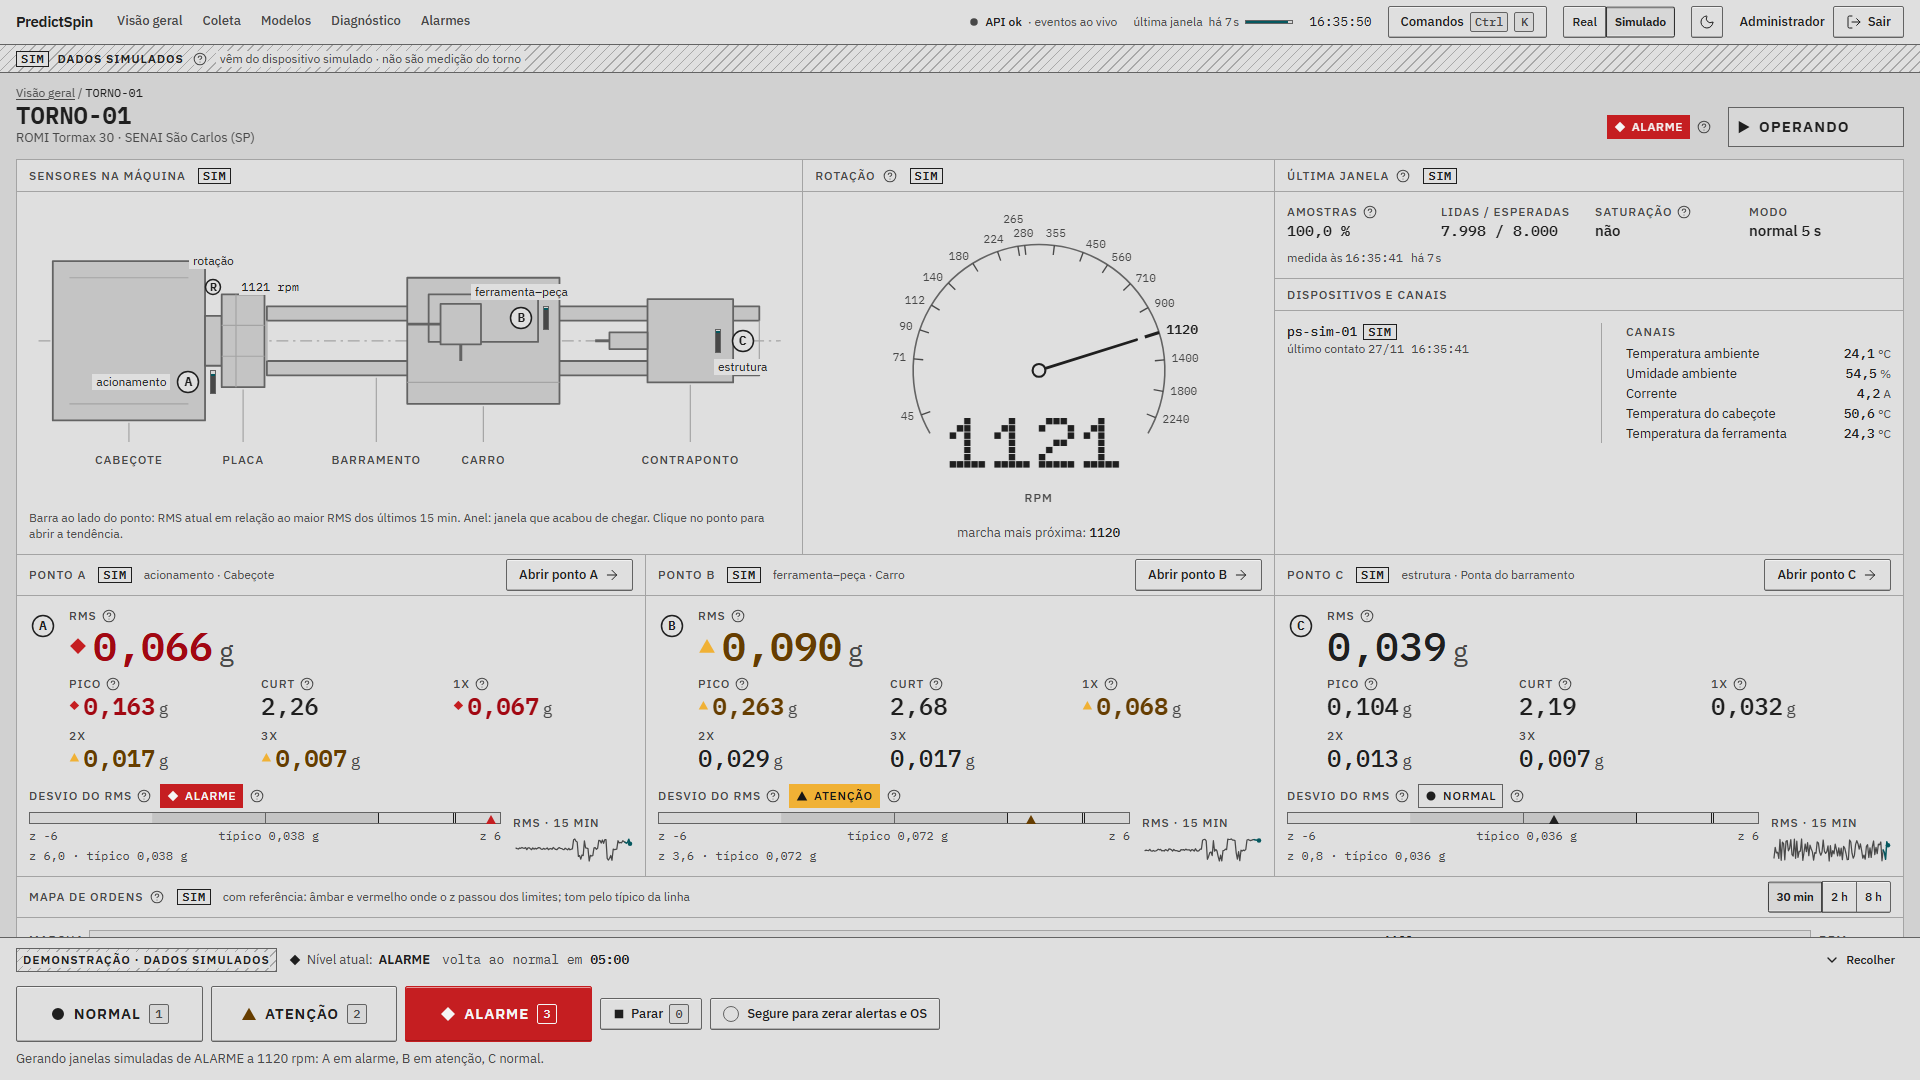 PredictSpin Visão geral Coleta Modelos Diagnóstico Alarmes API ok · eventos ao vivo última janela há 7 s 16:35:50 Comandos Ctrl K Real Simulado Administrador Sair
SIM DADOS SIMULADOS vêm do dispositivo simulado · não são medição do torno
Visão geral / TORNO-01
TORNO-01
ROMI Tormax 30 · SENAI São Carlos (SP)
ALARME
OPERANDO
SENSORES NA MÁQUINA SIM
rotação
R 1121 rpm
ferramenta–peça
B
C
estrutura
acionamento A
CABEÇOTE PLACA BARRAMENTO CARRO CONTRAPONTO
Barra ao lado do ponto: RMS atual em relação ao maior RMS dos últimos 15 min. Anel: janela que acabou de chegar. Clique no ponto para
abrir a tendência.
ROTAÇÃO SIM
45
71
90
112
140
180
224
265
280
355
450
560
710
900
1120
1400
1800
2240
1121
RPM
marcha mais próxima: 1120
ÚLTIMA JANELA SIM
AMOSTRAS LIDAS / ESPERADAS SATURAÇÃO MODO
100,0 % 7.998 / 8.000 não normal 5 s
medida às 16:35:41 há 7 s
DISPOSITIVOS E CANAIS
ps-sim-01 SIM
último contato 27/11 16:35:41
CANAIS
Temperatura ambiente 24,1 °C
Umidade ambiente 54,5 %
Corrente 4,2 A
Temperatura do cabeçote 50,6 °C
Temperatura da ferramenta 24,3 °C
PONTO A SIM acionamento · Cabeçote Abrir ponto A
A
RMS
0,066 g
PICO CURT 1X
0,163 g 2,26 0,067 g
2X 3X
0,017 g 0,007 g
DESVIO DO RMS ALARME
z -6 típico 0,038 g z 6
z 6,0 · típico 0,038 g
RMS · 15 MIN
PONTO B SIM ferramenta–peça · Carro Abrir ponto B
B
RMS
0,090 g
PICO CURT 1X
0,263 g 2,68 0,068 g
2X 3X
0,029 g 0,017 g
DESVIO DO RMS ATENÇÃO
z -6 típico 0,072 g z 6
z 3,6 · típico 0,072 g
RMS · 15 MIN
PONTO C SIM estrutura · Ponta do barramento Abrir ponto C
C
RMS
0,039 g
PICO CURT 1X
0,104 g 2,19 0,032 g
2X 3X
0,013 g 0,007 g
DESVIO DO RMS NORMAL
z -6 típico 0,036 g z 6
z 0,8 · típico 0,036 g
RMS · 15 MIN
MAPA DE ORDENS SIM com referência: âmbar e vermelho onde o z passou dos limites; tom pelo típico da linha 30 min 2 h 8 h
DEMONSTRAÇÃO · DADOS SIMULADOS Nível atual: ALARME volta ao normal em 05:00 Recolher
NORMAL 1 ATENÇÃO 2 ALARME 3 Parar 0 Segure para zerar alertas e OS
Gerando janelas simuladas de ALARME a 1120 rpm: A em alarme, B em atenção, C normal.